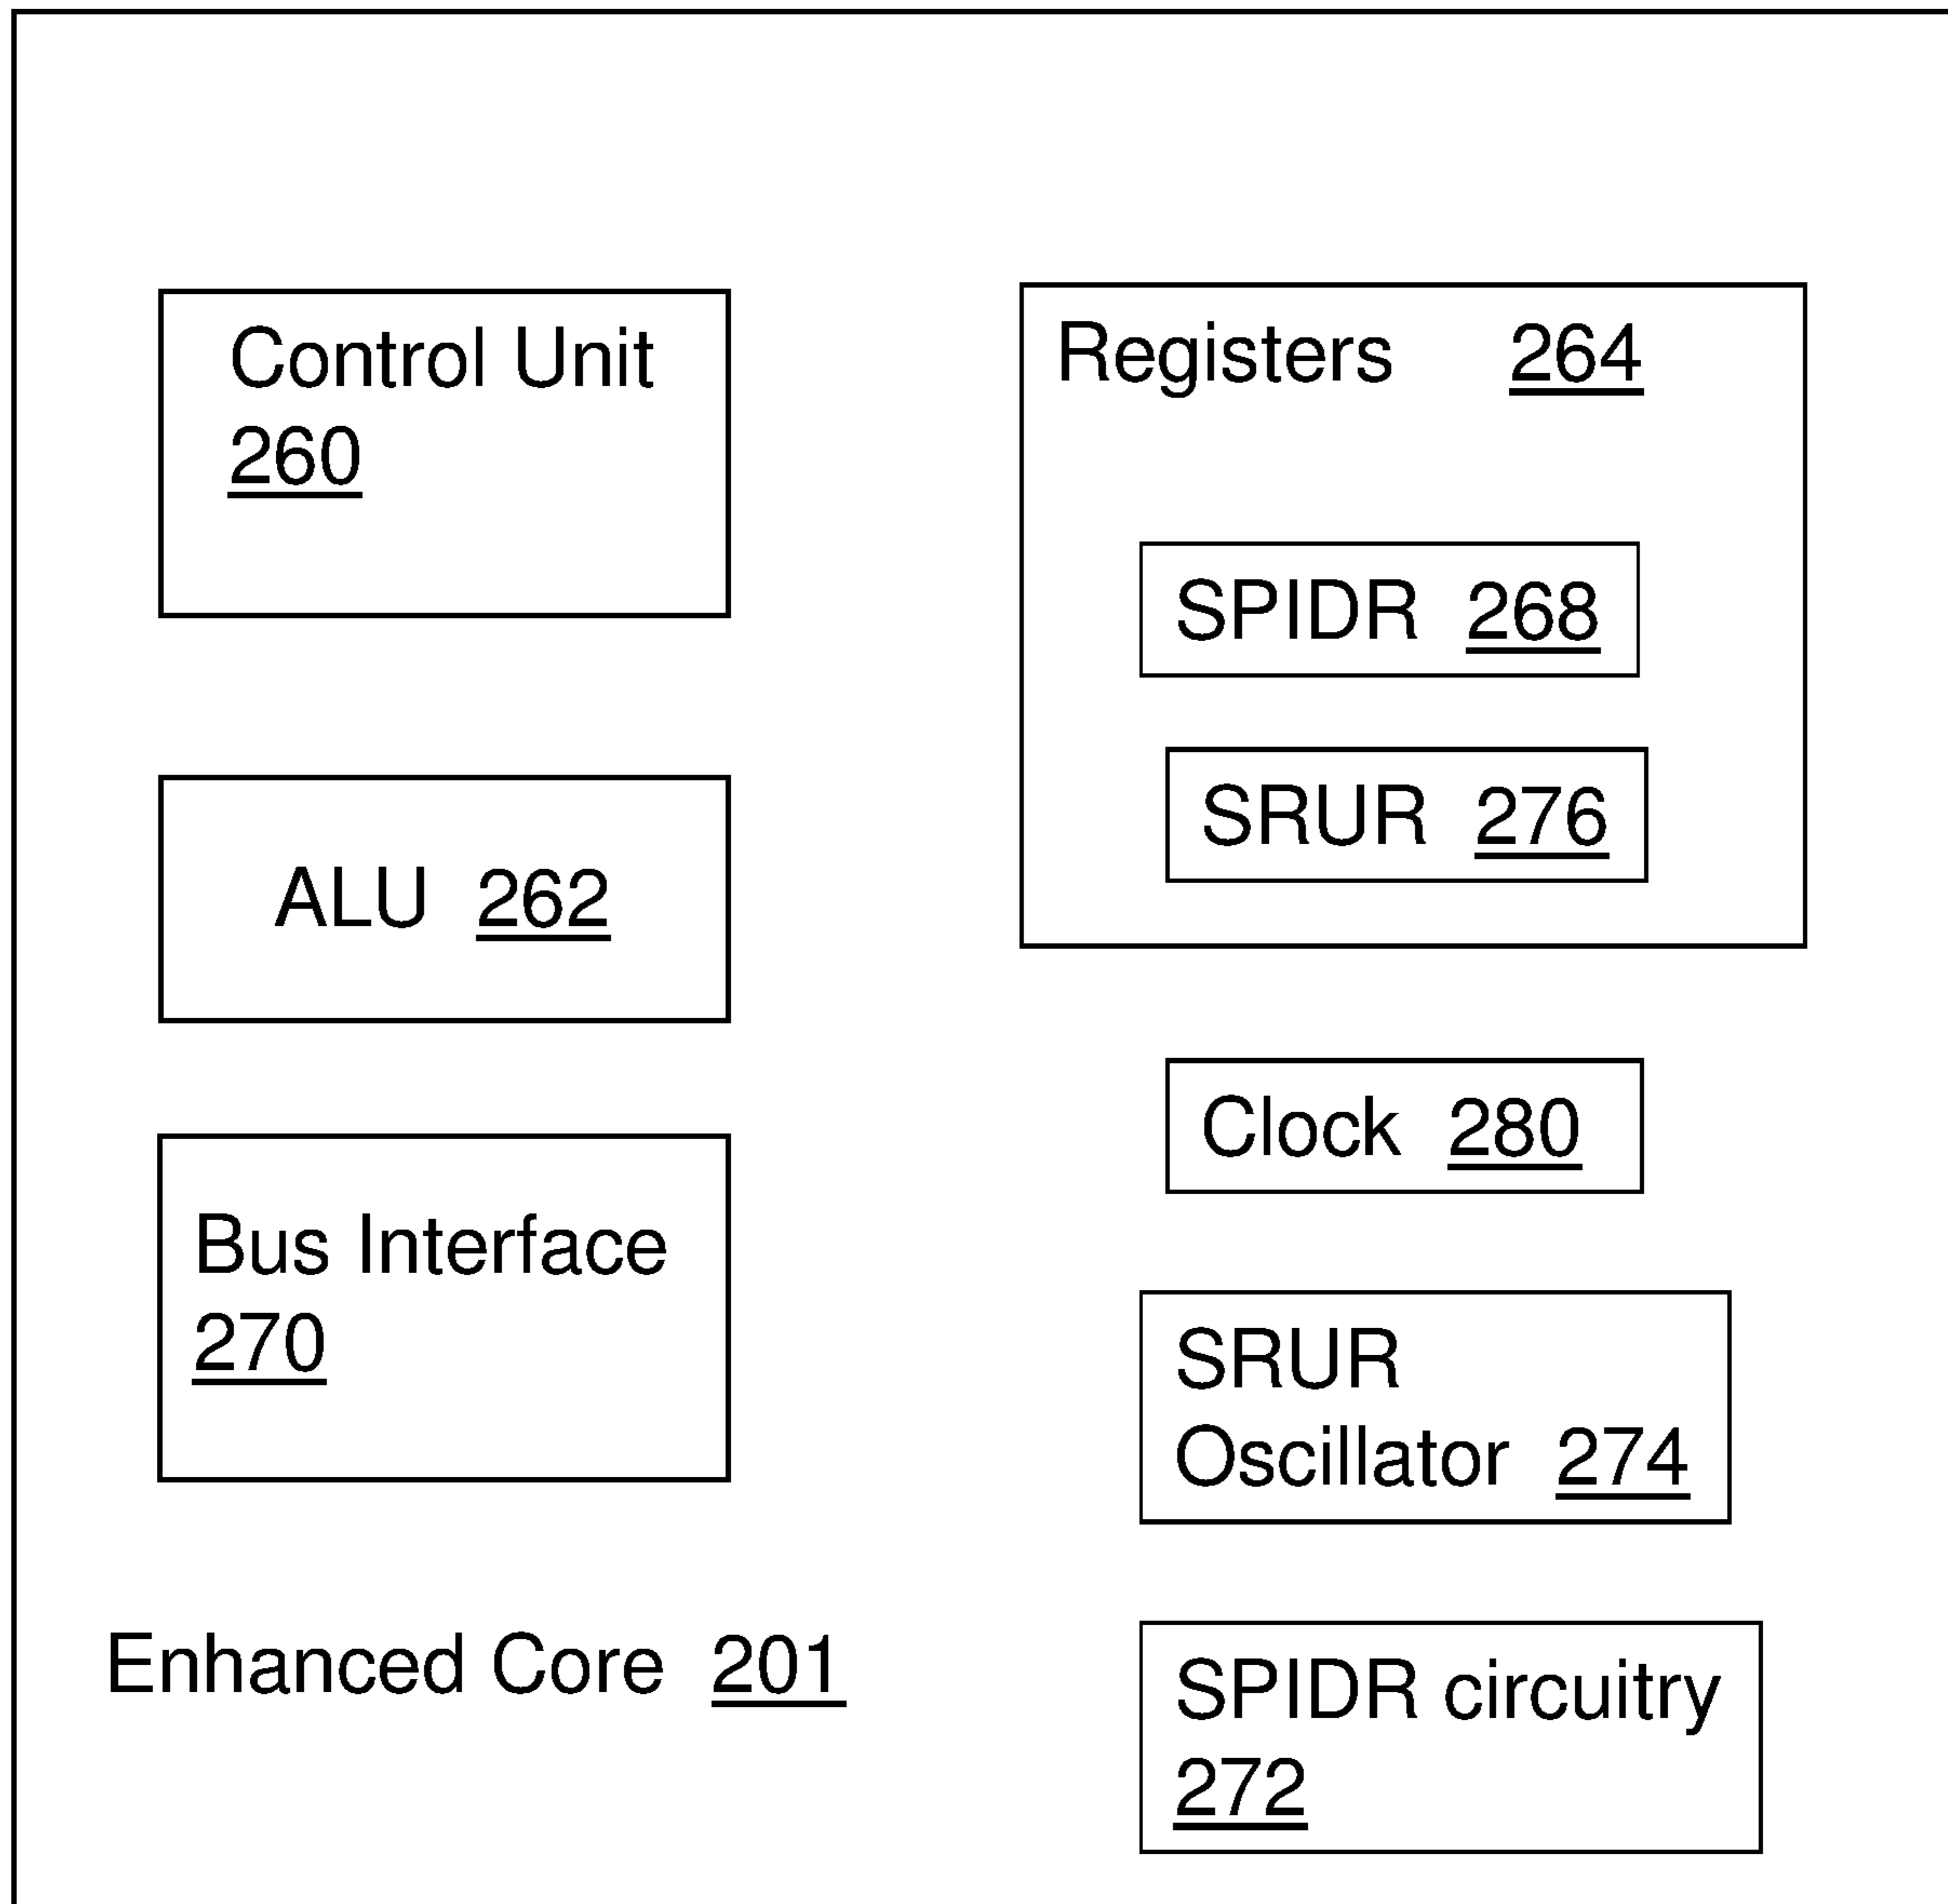 Control Unit
260
ALU 262
Bus Interface
270
Enhanced Core 201
Registers 264
SPIDR 268
SRUR 276
Clock 280
SRUR
Oscillator 274
SPIDR circuitry
272